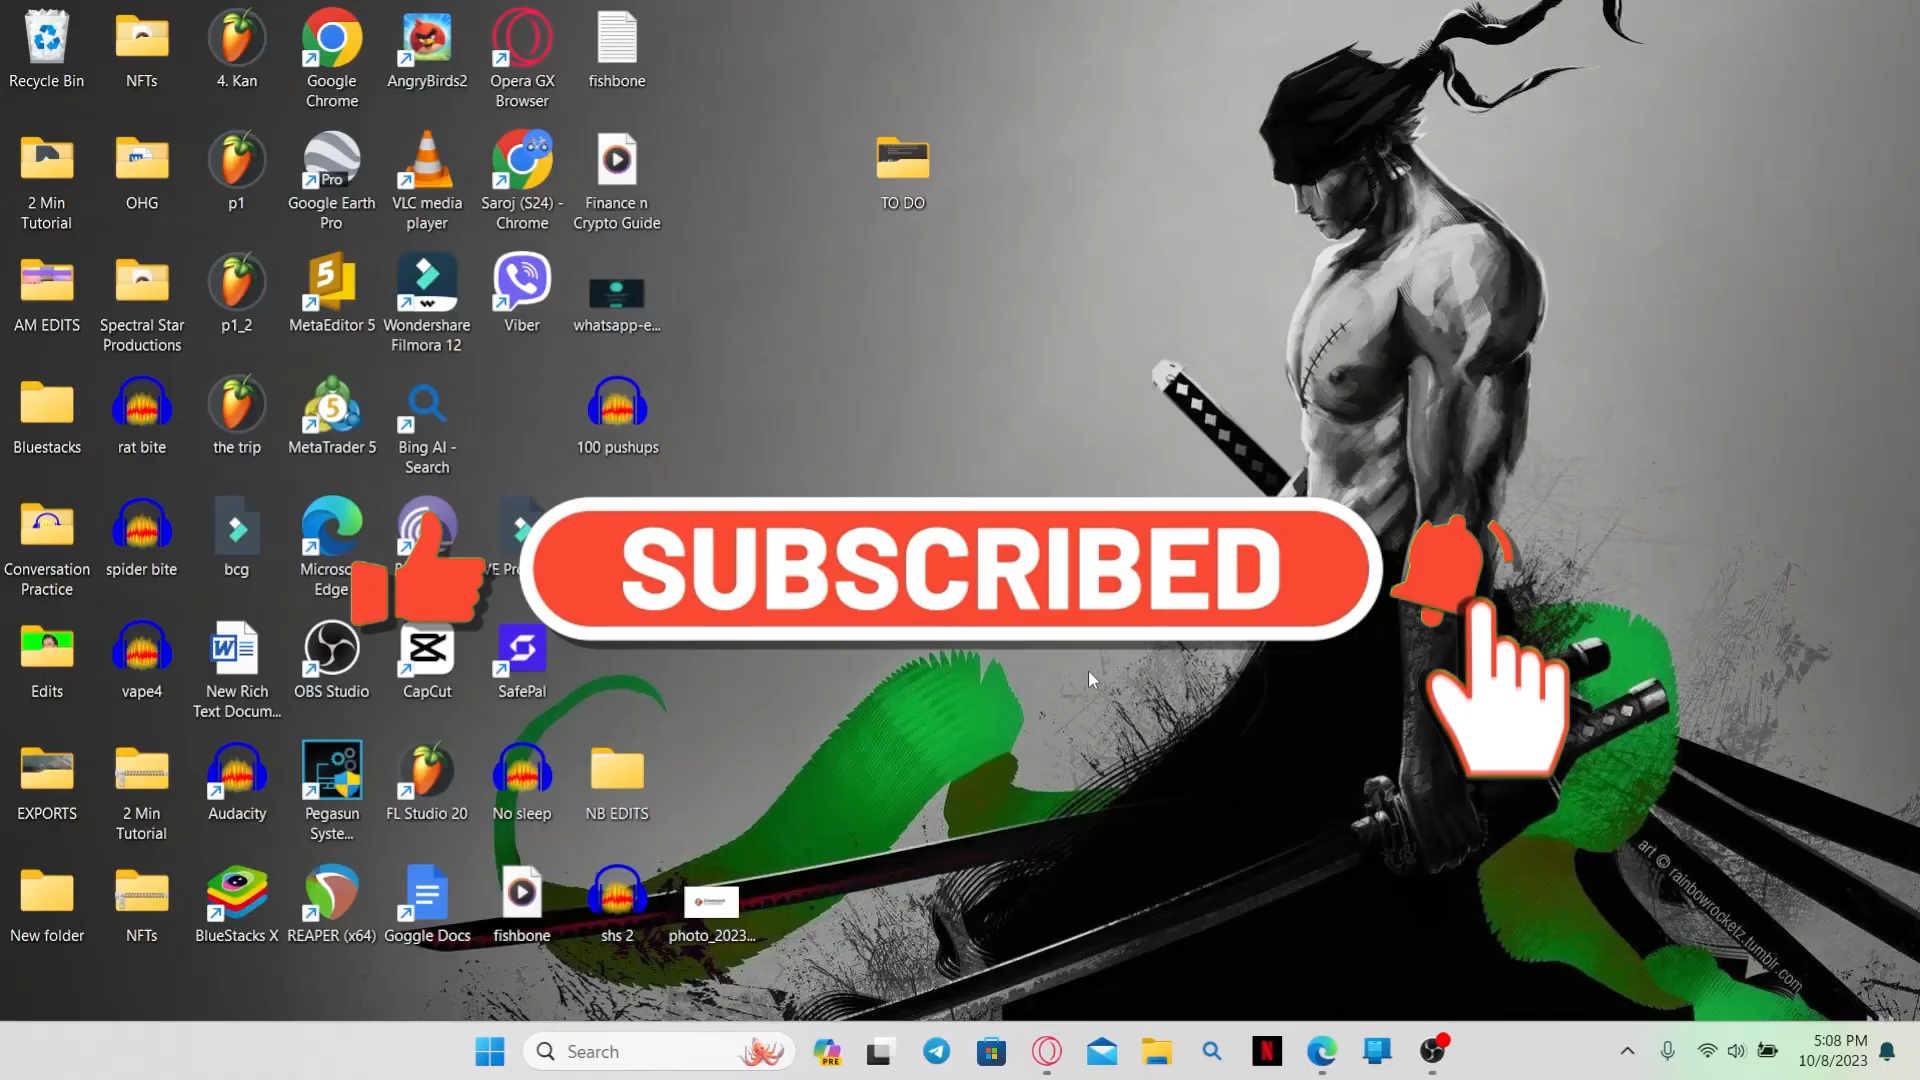 Recycle Bin
NFTs
4. Kan
Google
Chrome
AngryBirds2
Opera GX
Browser
fishbone
2 Min
Tutorial
OHG
p1
Pro
Google Earth
Pro
VLC media
player
Saroj (S24) -
Chrome
Finance n
Crypto Guide
TO DO
AM EDITS
Spectral Star
Productions
p1_2
5
MetaEditor 5
Wondershare
Filmora 12
Viber
whatsapp-e...
Bluestacks
rat bite
the trip
5
MetaTrader 5
Bing AI -
Search
100 pushups
Conversation
Practice
spider bite
bcg
Edge
SUBSCRIBED
Edits
vape4
W
New Rich
Text Docum...
OBS Studio
CapCut
SafePal
EXPORTS
2 Min
Tutorial
Audacity
Pegasun
Syste...
FL Studio 20
No sleep
NB EDITS
New folder
NFTs
BlueStacks X
REAPER (x64)
Goggle Docs
fishbone
shs 2
photo_2023...
art © rainbowrocketz.tumblr.com
Search
PRE
N
5:08 PM
10/8/2023